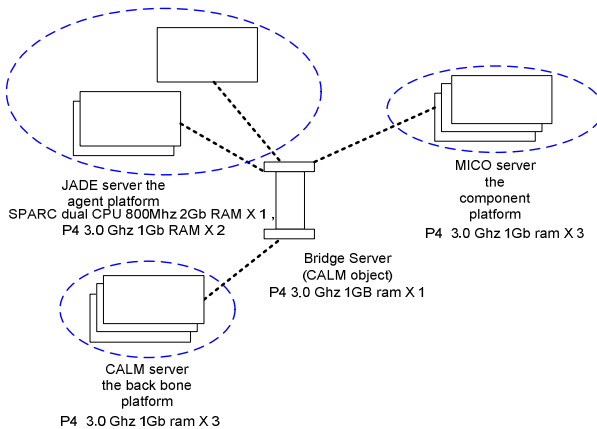 JADE server the
agent platform
SPARC dual CPU 800Mhz 2Gb RAM X 1 ,
P4 3.0 Ghz 1Gb RAM X 2
MICO server
the
component
platform
P4 3.0 Ghz 1Gb ram X 3
Bridge Server
(CALM object)
P4 3.0 Ghz 1GB ram X 1
CALM server
the back bone
platform
P4 3.0 Ghz 1Gb ram X 3